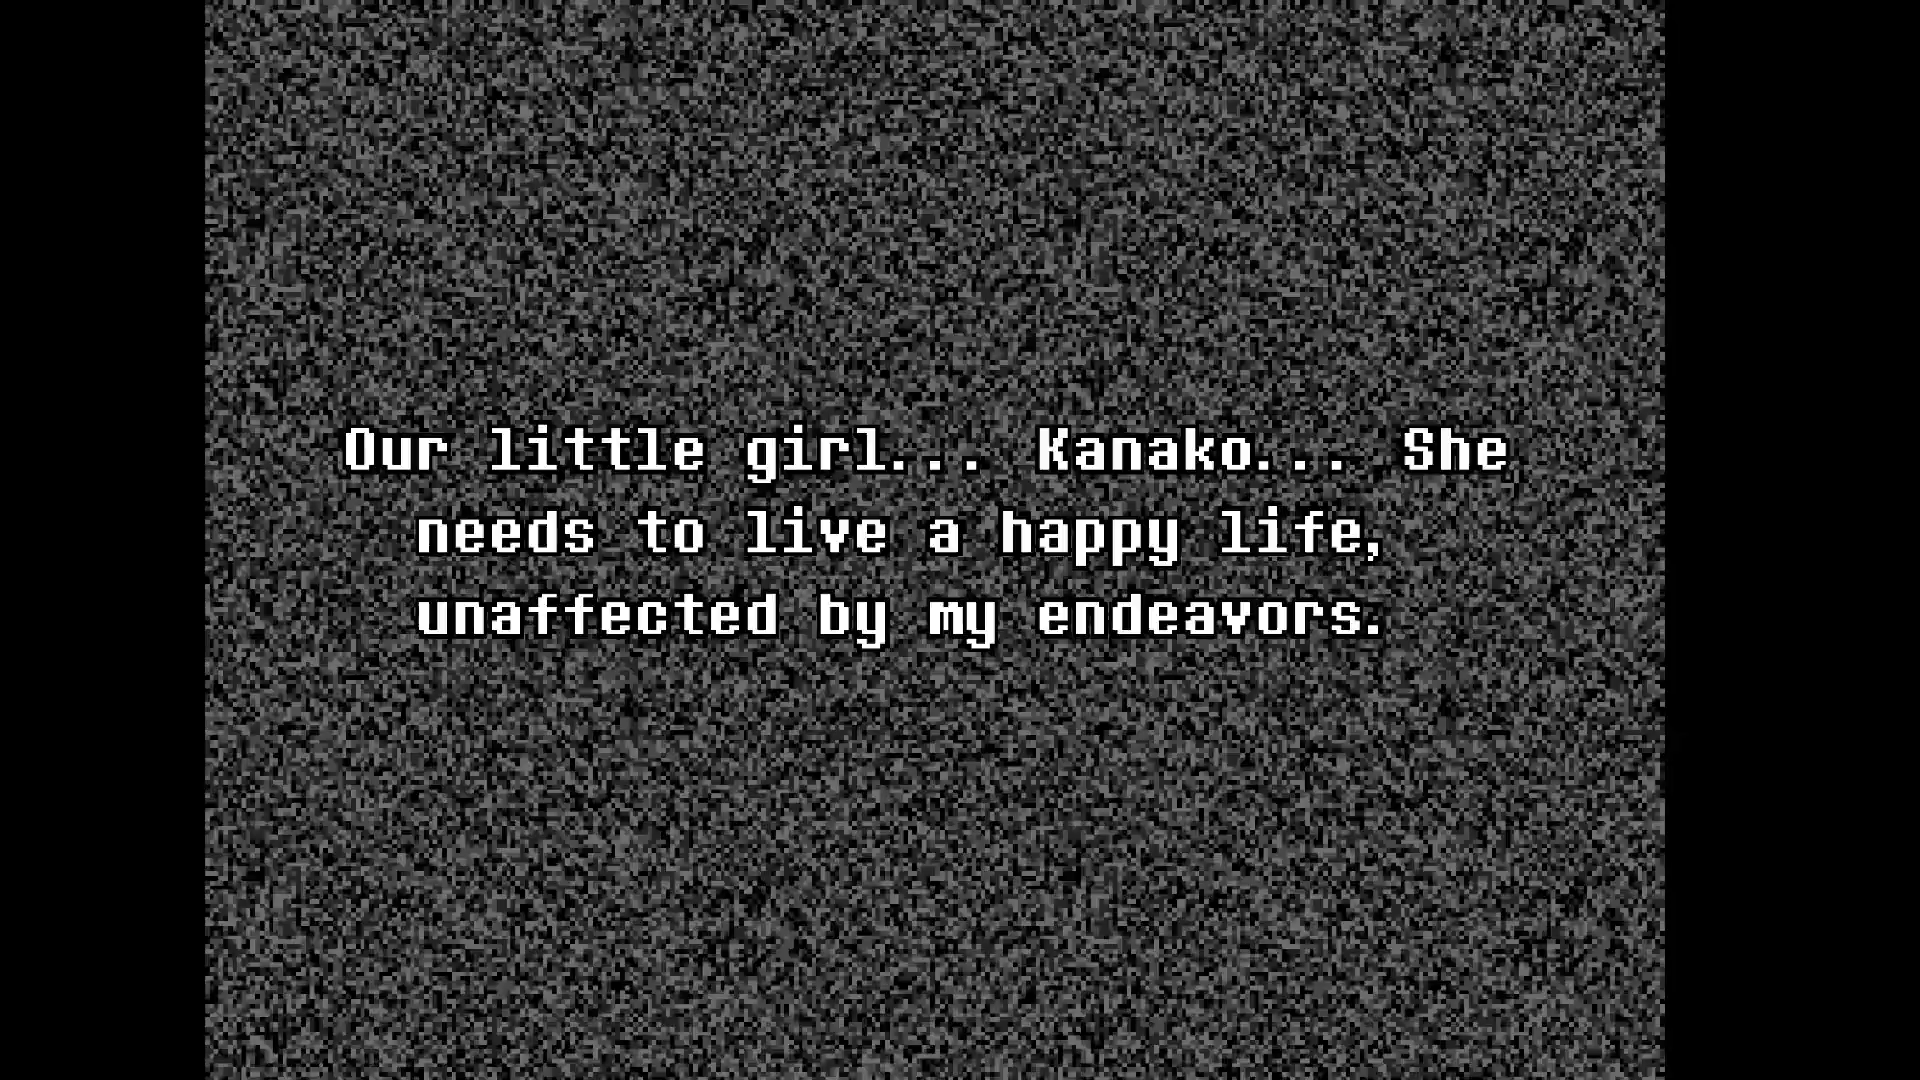 Our little girl... Kanako... She
needs to live a happy life,
unaffected by my endeavors.